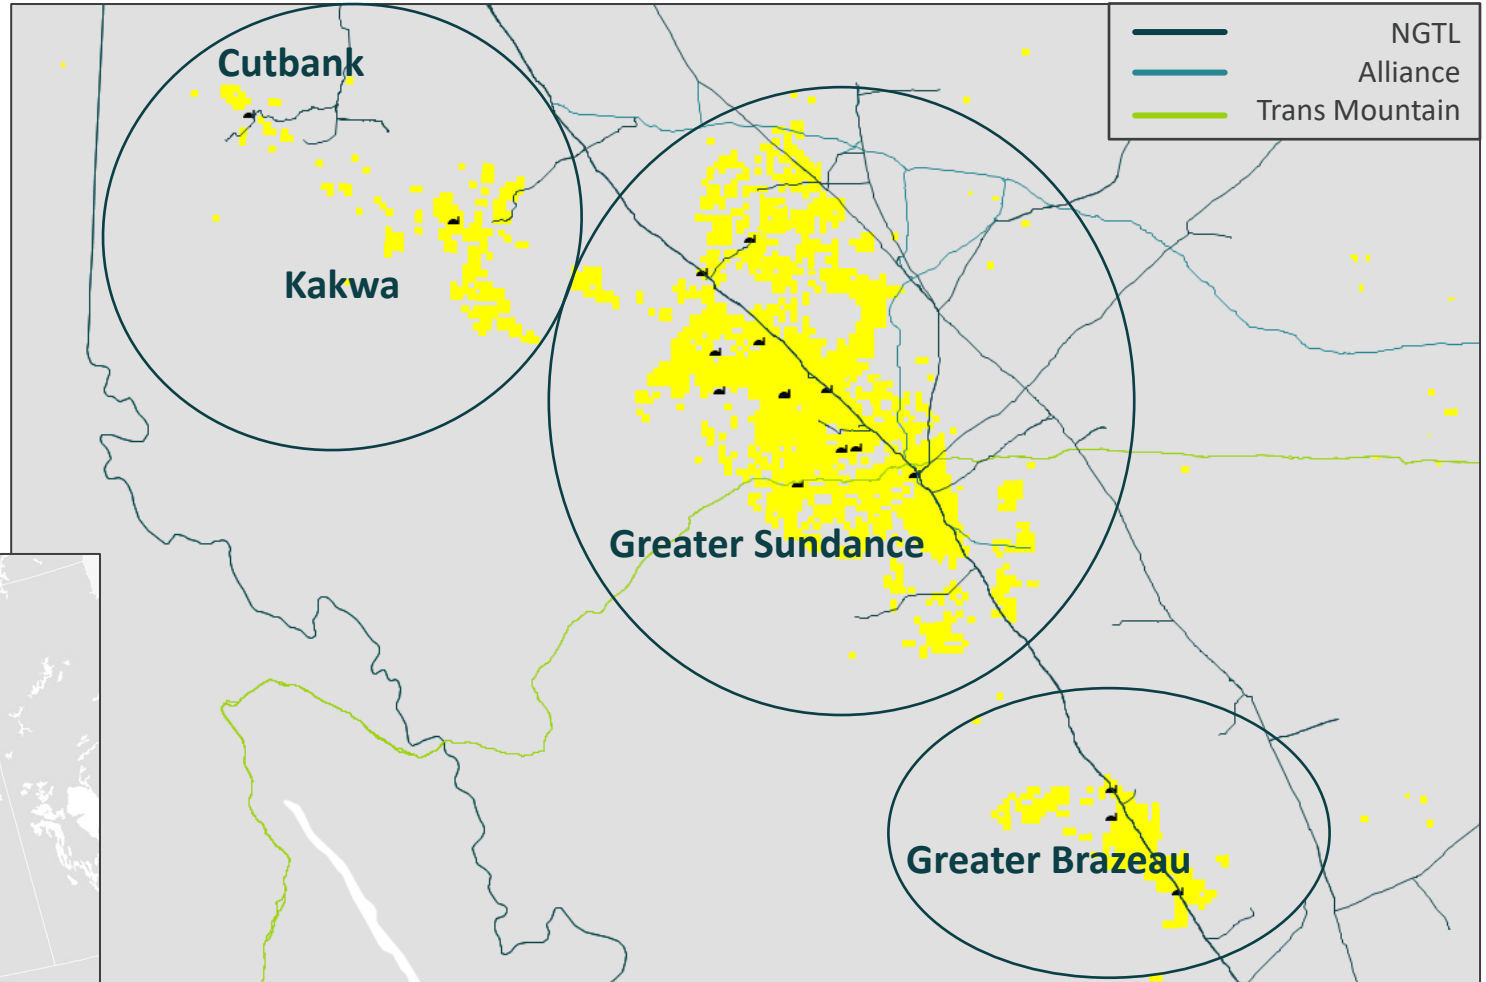 NGTL
Alliance
Trans Mountain
Cutbank
Kakwa
Greater Sundance
Greater Brazeau